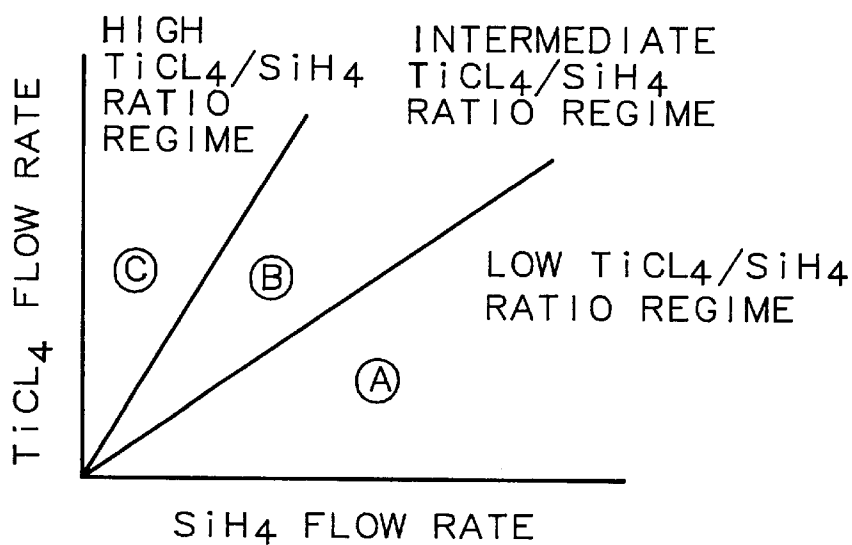 HIGH
TiCL4/SiH4
RATIO
REGIME
INTERMEDIATE
TiCL4/SiH4
RATIO REGIME
LOW TiCL4/SiH4
RATIO REGIME
C
B
A
TiCL4 FLOW RATE
SiH4 FLOW RATE